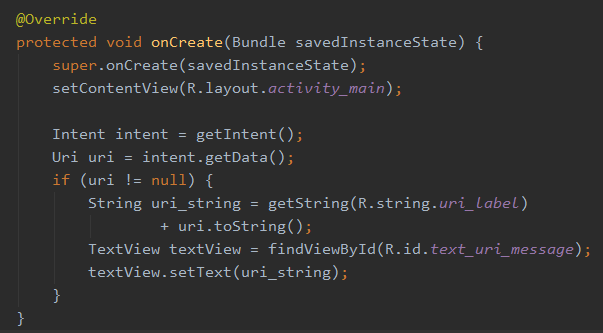 @Override
protected void onCreate(Bundle savedInstanceState) {
    super.onCreate(savedInstanceState);
    setContentView(R.layout.activity_main);

    Intent intent = getIntent();
    Uri uri = intent.getData();
    if (uri != null) {
        String uri_string = getString(R.string.uri_label)
                + uri.toString();
        TextView textView = findViewById(R.id.text_uri_message);
        textView.setText(uri_string);
    }
}